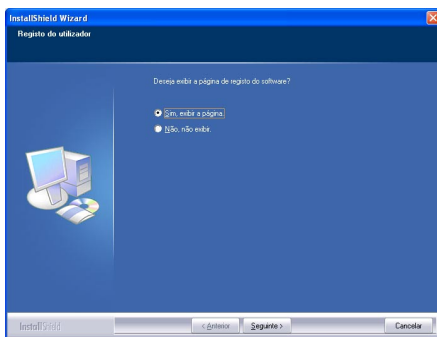 InstallShield Wizard
Registo do utilizador
Deseja exibir a página de registo do software?
Sim, exibir a página.
Não, não exibir.
InstallShield
< Anterior
Seguinte >
Cancelar